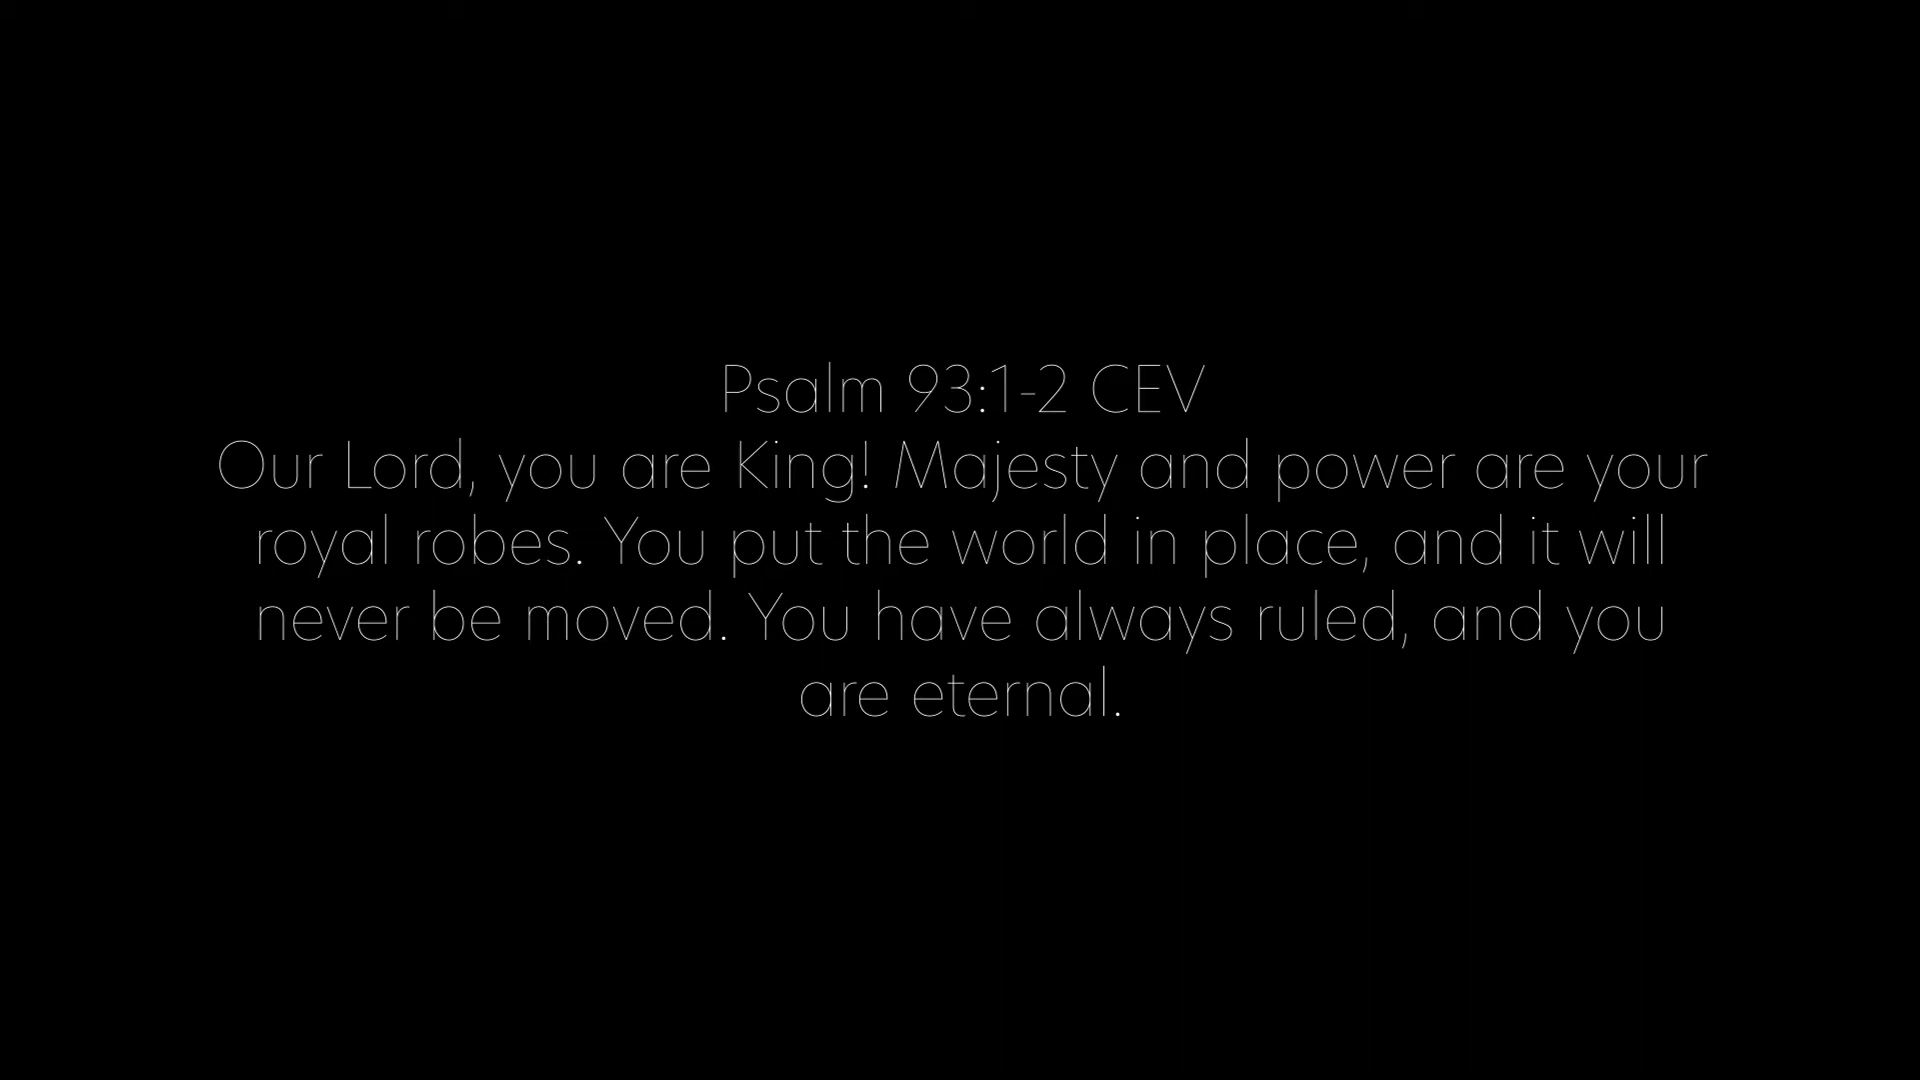 Psalm 93:1-2 CEV
Our Lord, you are King! Majesty and power are your
royal robes. You put the world in place, and it will
never be moved. You have always ruled, and you
are eternal.